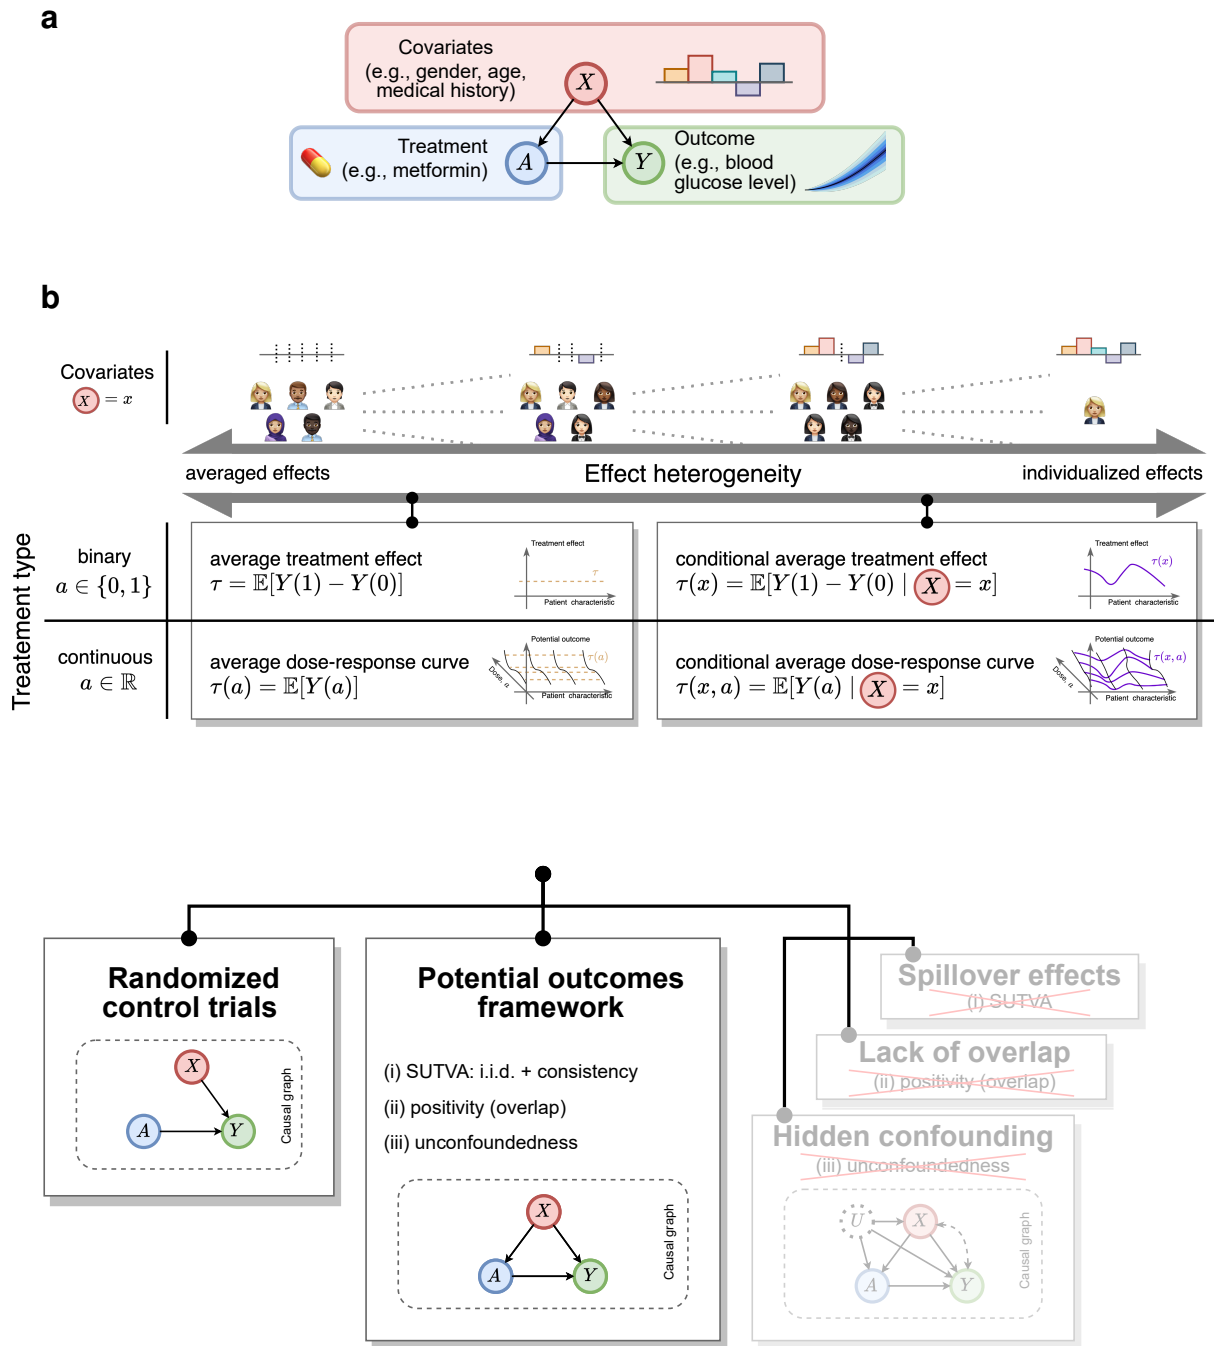 a
Covariates
(e.g., gender, age,
medical history)
X
Treatment
(e.g., metformin)
A
Y
Outcome
(e.g., blood
glucose level)
b
Covariates
X = x
averaged effects
Effect heterogeneity
individualized effects
Treatement type
binary
a ∈ {0, 1}
average treatment effect
τ = 𝔼[Y(1) − Y(0)]
Treatment effect
τ
Patient characteristic
conditional average treatment effect
τ(x) = 𝔼[Y(1) − Y(0) | X = x]
Treatment effect
τ(x)
Patient characteristic
continuous
a ∈ ℝ
average dose-response curve
τ(a) = 𝔼[Y(a)]
Potential outcome
τ(a)
Dose, a
Patient characteristic
conditional average dose-response curve
τ(x, a) = 𝔼[Y(a) | X = x]
Potential outcome
τ(x, a)
Dose, a
Patient characteristic
Randomized
control trials
X
A
Y
Causal graph
Potential outcomes
framework
(i) SUTVA: i.i.d. + consistency
(ii) positivity (overlap)
(iii) unconfoundedness
X
A
Y
Causal graph
Spillover effects
(i) SUTVA
Lack of overlap
(ii) positivity (overlap)
Hidden confounding
(iii) unconfoundedness
U
X
A
Y
Causal graph